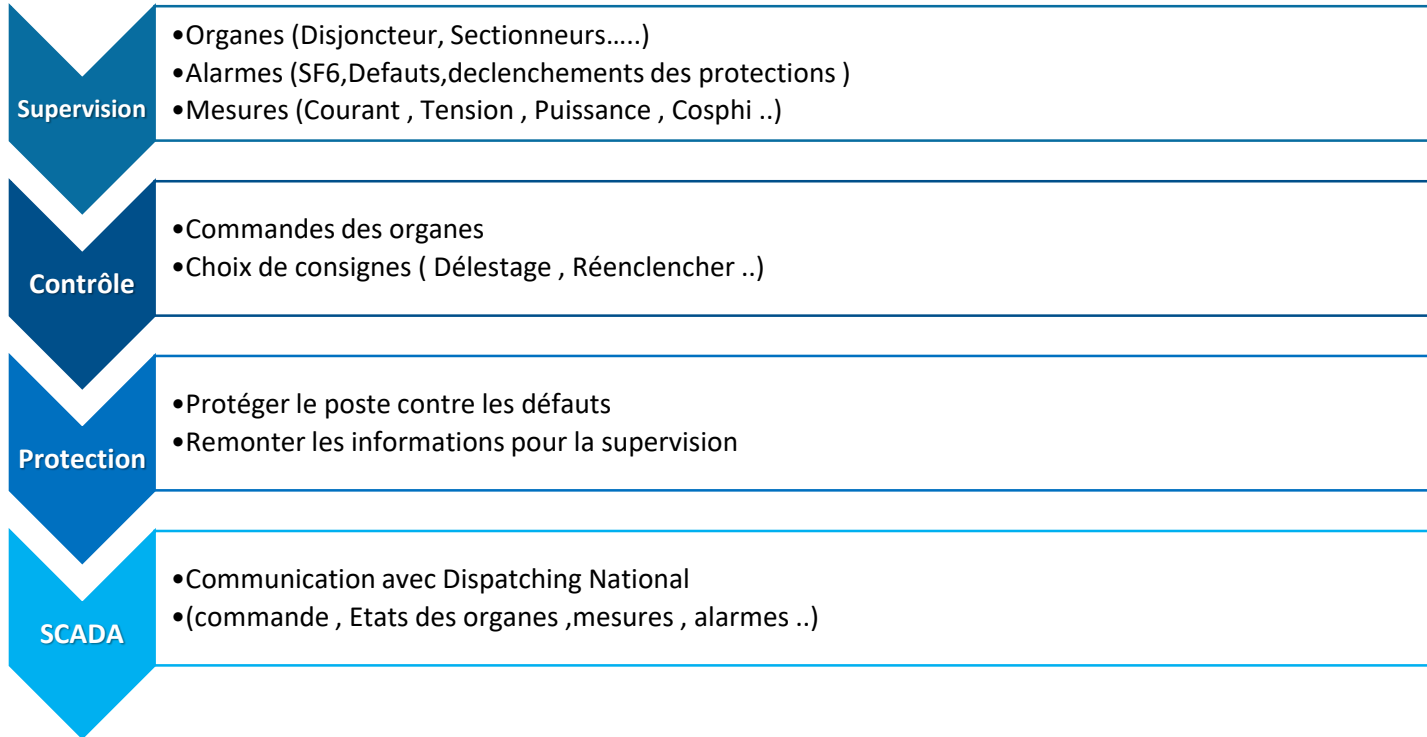 Supervision
•Organes (Disjoncteur, Sectionneurs…..)
•Alarmes (SF6,Defauts,declenchements des protections )
•Mesures (Courant , Tension , Puissance , Cosphi ..)
Contrôle
•Commandes des organes
•Choix de consignes ( Délestage , Réenclencher ..)
Protection
•Protéger le poste contre les défauts
•Remonter les informations pour la supervision
SCADA
•Communication avec Dispatching National
•(commande , Etats des organes ,mesures , alarmes ..)